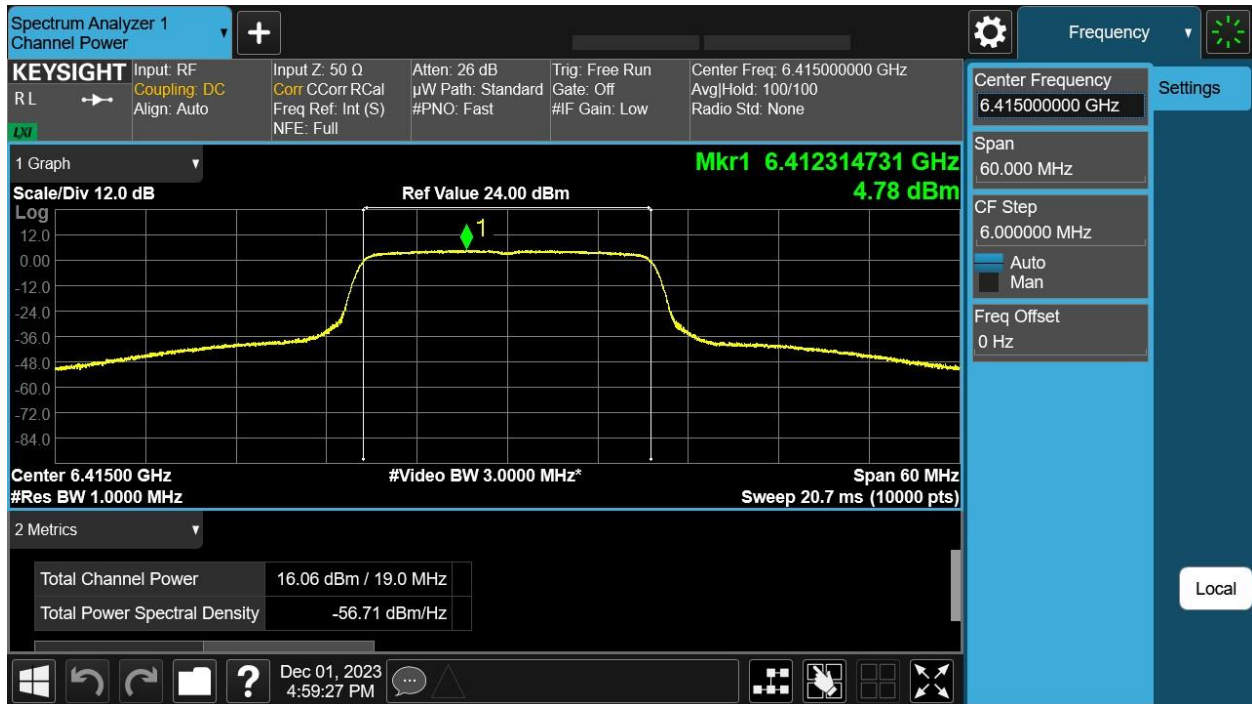 Spectrum Analyzer 1
Channel Power
+
Frequency
KEYSIGHT
R L
LXI
Input: RF
Coupling: DC
Align: Auto
Input Z: 50 Ω
Corr CCorr RCal
Freq Ref: Int (S)
NFE: Full
Atten: 26 dB
µW Path: Standard
#PNO: Fast
Trig: Free Run
Gate: Off
#IF Gain: Low
Center Freq: 6.415000000 GHz
Avg|Hold: 100/100
Radio Std: None
1 Graph
Mkr1 6.412314731 GHz
4.78 dBm
Scale/Div 12.0 dB
Ref Value 24.00 dBm
Log
12.0
0.00
-12.0
-24.0
-36.0
-48.0
-60.0
-72.0
-84.0
1
Center 6.41500 GHz
#Video BW 3.0000 MHz*
Span 60 MHz
#Res BW 1.0000 MHz
Sweep 20.7 ms (10000 pts)
2 Metrics
Total Channel Power 16.06 dBm / 19.0 MHz
Total Power Spectral Density -56.71 dBm/Hz
?
Dec 01, 2023
4:59:27 PM
Center Frequency
6.415000000 GHz
Settings
Span
60.000 MHz
CF Step
6.000000 MHz
Auto
Man
Freq Offset
0 Hz
Local